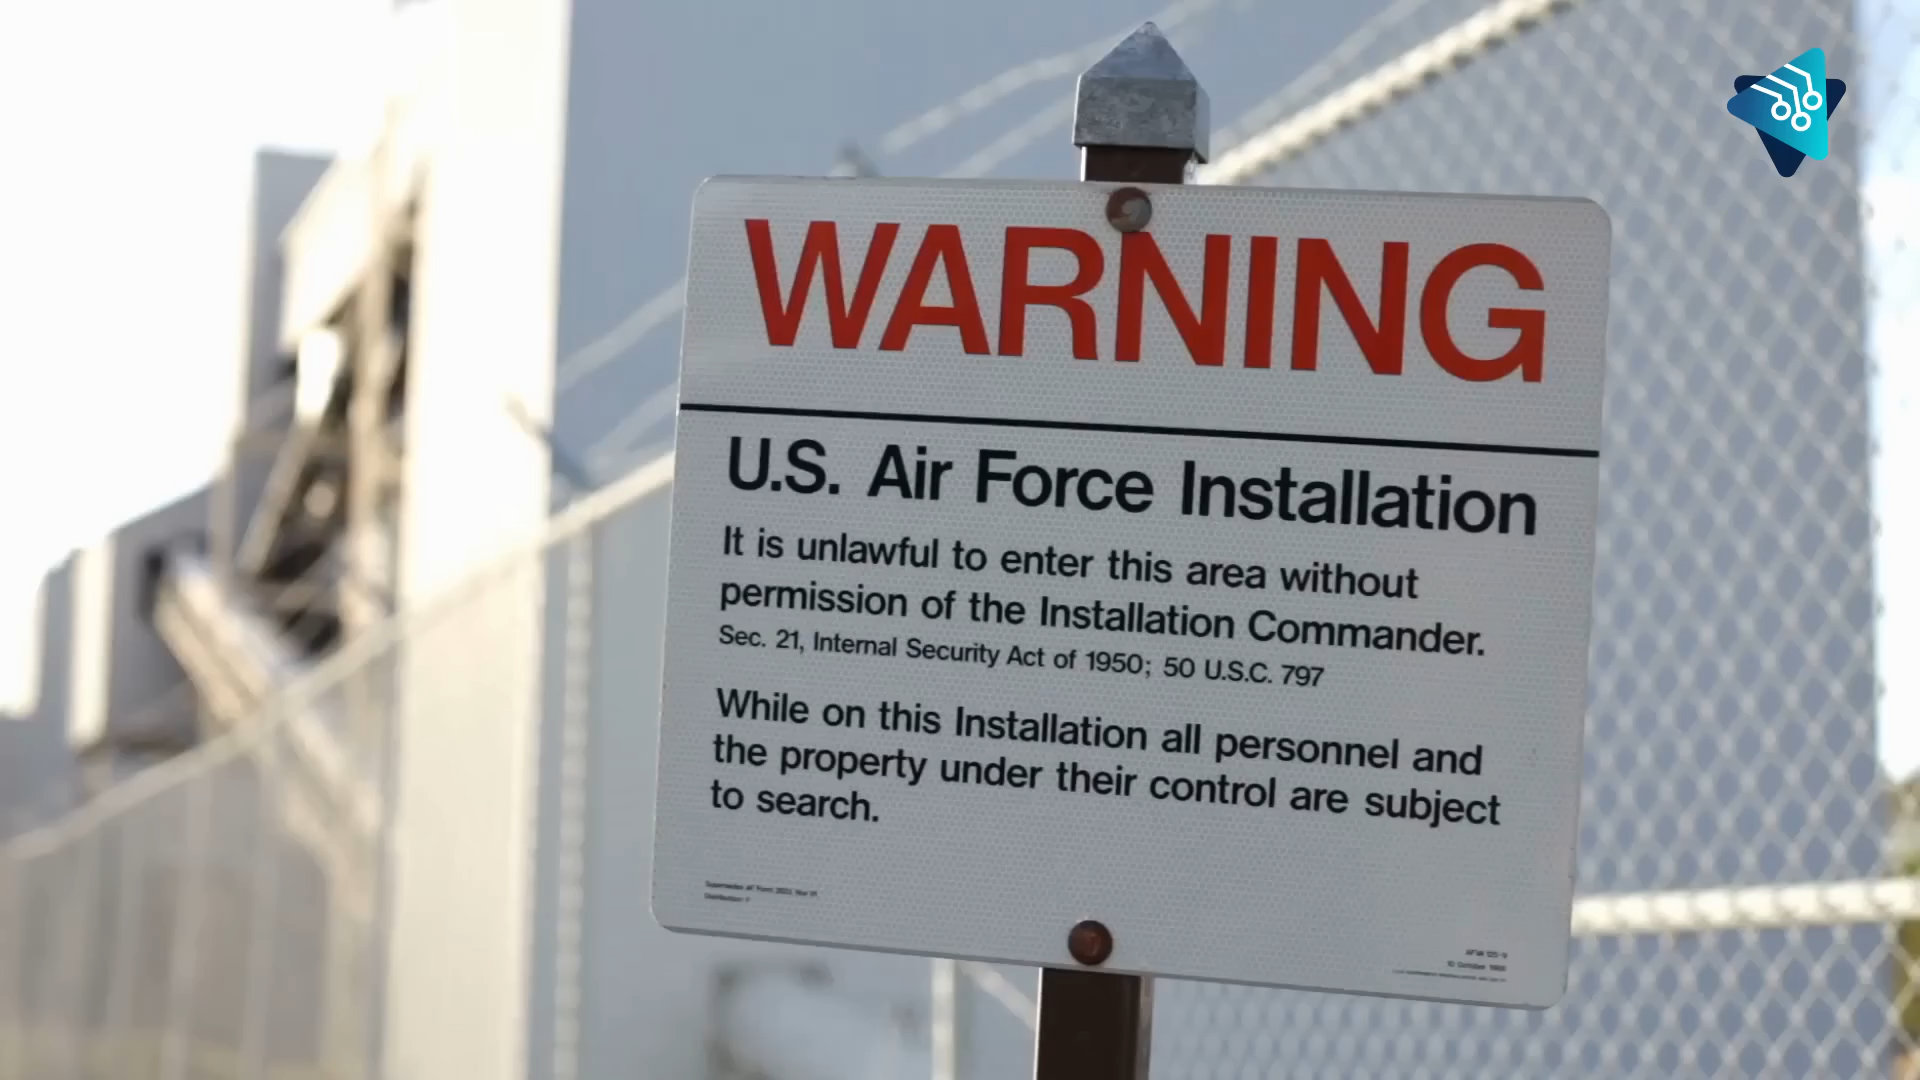 WARNING
U.S. Air Force Installation
It is unlawful to enter this area without
permission of the Installation Commander.
Sec. 21, Internal Security Act of 1950; 50 U.S.C. 797
While on this Installation all personnel and
the property under their control are subject
to search.